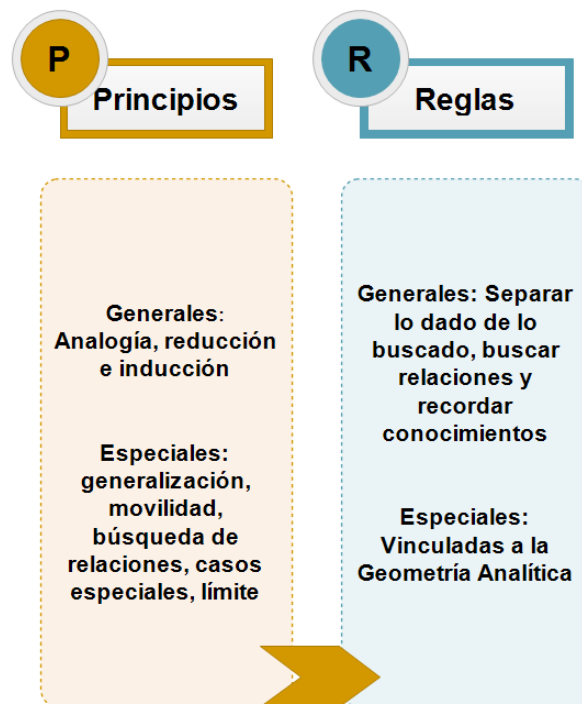 P
Principios
Generales:
Analogía, reducción
e inducción
Especiales:
generalización,
movilidad,
búsqueda de
relaciones, casos
especiales, límite
R
Reglas
Generales: Separar
lo dado de lo
buscado, buscar
relaciones y
recordar
conocimientos
Especiales:
Vinculadas a la
Geometría Analítica